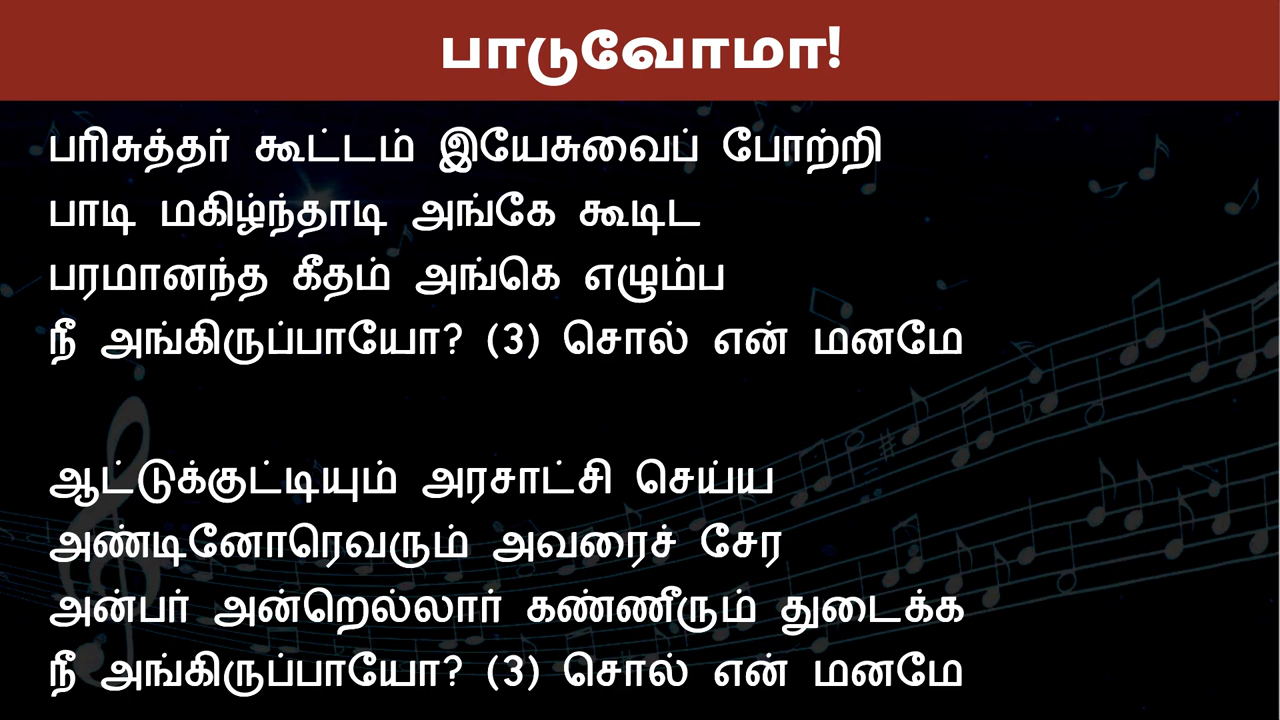 பாடுவோமா!
பரிசுத்தர் கூட்டம் இயேசுவைப் போற்றி
பாடி மகிழ்ந்தாடி அங்கே கூடிட
பரமானந்த கீதம் அங்கெ எழும்ப
நீ அங்கிருப்பாயோ? (3) சொல் என் மனமே
ஆட்டுக்குட்டியும் அரசாட்சி செய்ய
அண்டினோரெவரும் அவரைச் சேர
அன்பர் அன்றெல்லார் கண்ணீரும் துடைக்க
நீ அங்கிருப்பாயோ? (3) சொல் என் மனமே